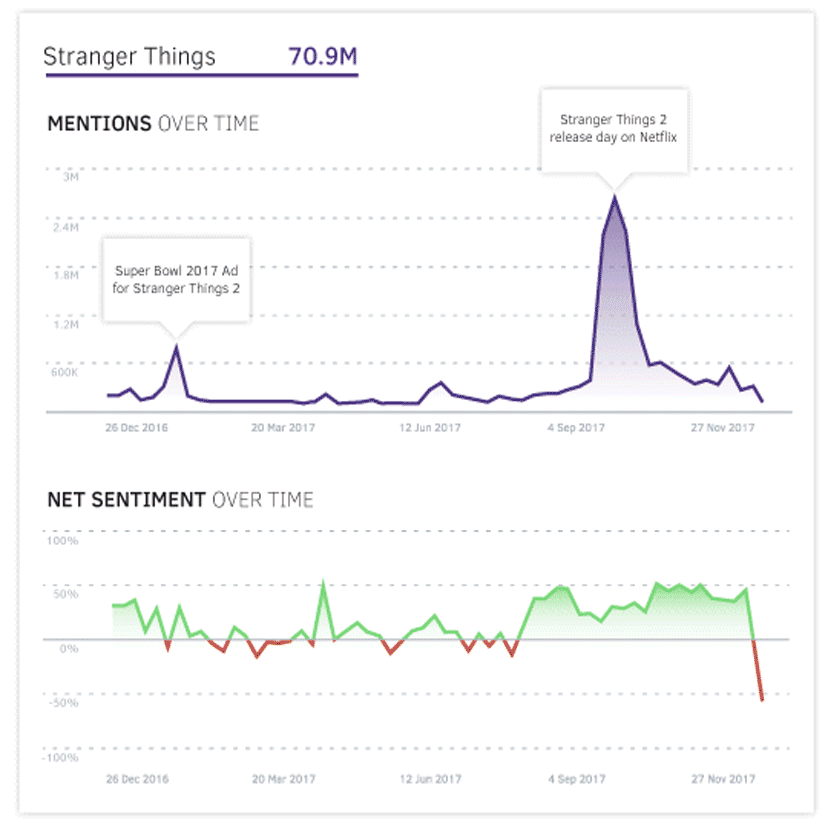 Stranger Things 70.9M
MENTIONS OVER TIME
Stranger Things 2
release day on Netflix
3M
2.4M
Super Bowl 2017 Ad
for Stranger Things 2
1.8M
1.2M
600K
26 Dec 2016 20 Mar 2017 12 Jun 2017 4 Sep 2017 27 Nov 2017
NET SENTIMENT OVER TIME
100%
50%
0%
-50%
-100%
26 Dec 2016 20 Mar 2017 12 Jun 2017 4 Sep 2017 27 Nov 2017